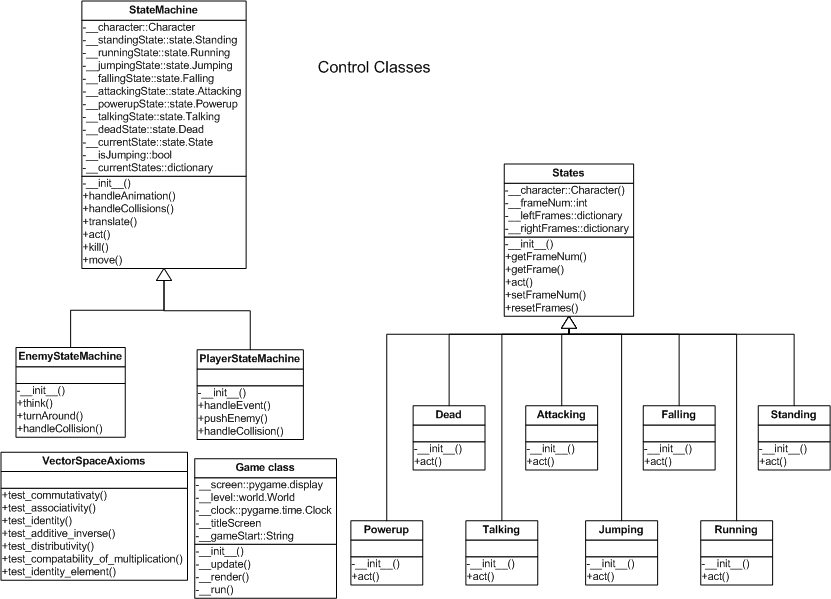 StateMachine
-__character::Character
-__standingState::state.Standing
-__runningState::state.Running
-__jumpingState::state.Jumping
-__fallingState::state.Falling
-__attackingState::state.Attacking
-__powerupState::state.Powerup
-__talkingState::state.Talking
-__deadState::state.Dead
-__currentState::state.State
-__isJumping::bool
-__currentStates::dictionary
-__init__()
+handleAnimation()
+handleCollisions()
+translate()
+act()
+kill()
+move()
Control Classes
States
-__character::Character()
-__frameNum::int
-__leftFrames::dictionary
-__rightFrames::dictionary
-__init__()
+getFrameNum()
+getFrame()
+act()
+setFrameNum()
+resetFrames()
EnemyStateMachine
-__init__()
+think()
+turnAround()
+handleCollision()
PlayerStateMachine
-__init__()
+handleEvent()
+pushEnemy()
+handleCollision()
Dead
-__init__()
+act()
Attacking
-__init__()
+act()
Falling
-__init__()
+act()
Standing
-__init__()
+act()
VectorSpaceAxioms
+test_commutativaty()
+test_associativity()
+test_identity()
+test_additive_inverse()
+test_distributivity()
+test_compatability_of_multiplication()
+test_identity_element()
Game class
-__screen::pygame.display
-__level::world.World
-__clock::pygame.time.Clock
-__titleScreen
-__gameStart::String
-__init__()
-__update()
-__render()
-__run()
Powerup
-__init__()
+act()
Talking
-__init__()
+act()
Jumping
-__init__()
+act()
Running
-__init__()
+act()